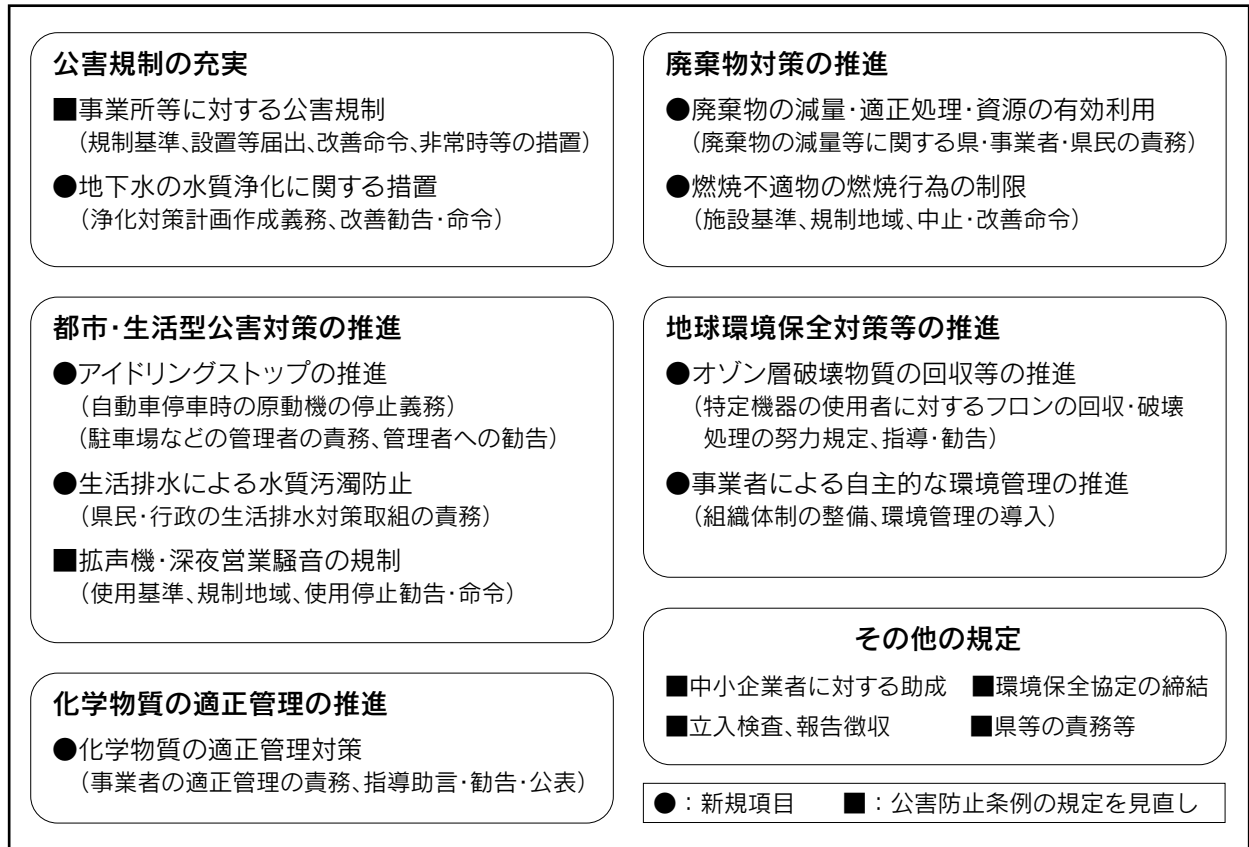 公害規制の充実
■事業所等に対する公害規制
(規制基準、設置等届出、改善命令、非常時等の措置)
●地下水の水質浄化に関する措置
(浄化対策計画作成義務、改善勧告・命令)
都市・生活型公害対策の推進
●アイドリングストップの推進
(自動車停車時の原動機の停止義務)
(駐車場などの管理者の責務、管理者への勧告)
●生活排水による水質汚濁防止
(県民・行政の生活排水対策取組の責務)
■拡声機・深夜営業騒音の規制
(使用基準、規制地域、使用停止勧告・命令)
化学物質の適正管理の推進
●化学物質の適正管理対策
(事業者の適正管理の責務、指導助言・勧告・公表)
廃棄物対策の推進
●廃棄物の減量・適正処理・資源の有効利用
(廃棄物の減量等に関する県・事業者・県民の責務)
●燃焼不適物の燃焼行為の制限
(施設基準、規制地域、中止・改善命令)
地球環境保全対策等の推進
●オゾン層破壊物質の回収等の推進
(特定機器の使用者に対するフロンの回収・破壊
処理の努力規定、指導・勧告)
●事業者による自主的な環境管理の推進
(組織体制の整備、環境管理の導入)
その他の規定
■中小企業者に対する助成 ■環境保全協定の締結
■立入検査、報告徴収 ■県等の責務等
●：新規項目 ■：公害防止条例の規定を見直し